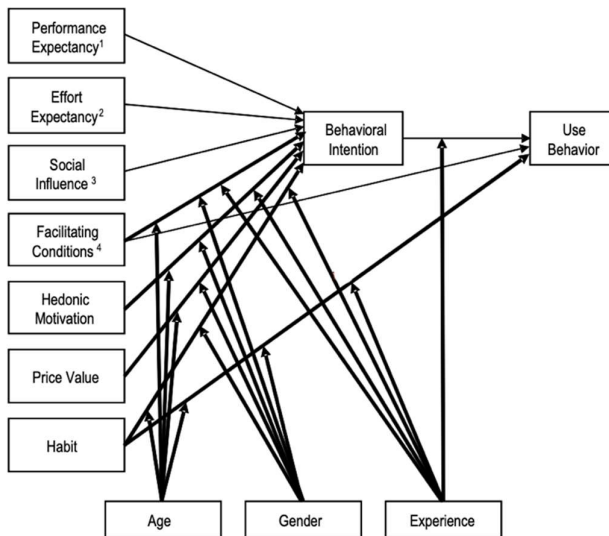 Performance
Expectancy¹
Effort
Expectancy²
Social
Influence ³
Facilitating
Conditions ⁴
Hedonic
Motivation
Price Value
Habit
Behavioral
Intention
Use
Behavior
Age
Gender
Experience